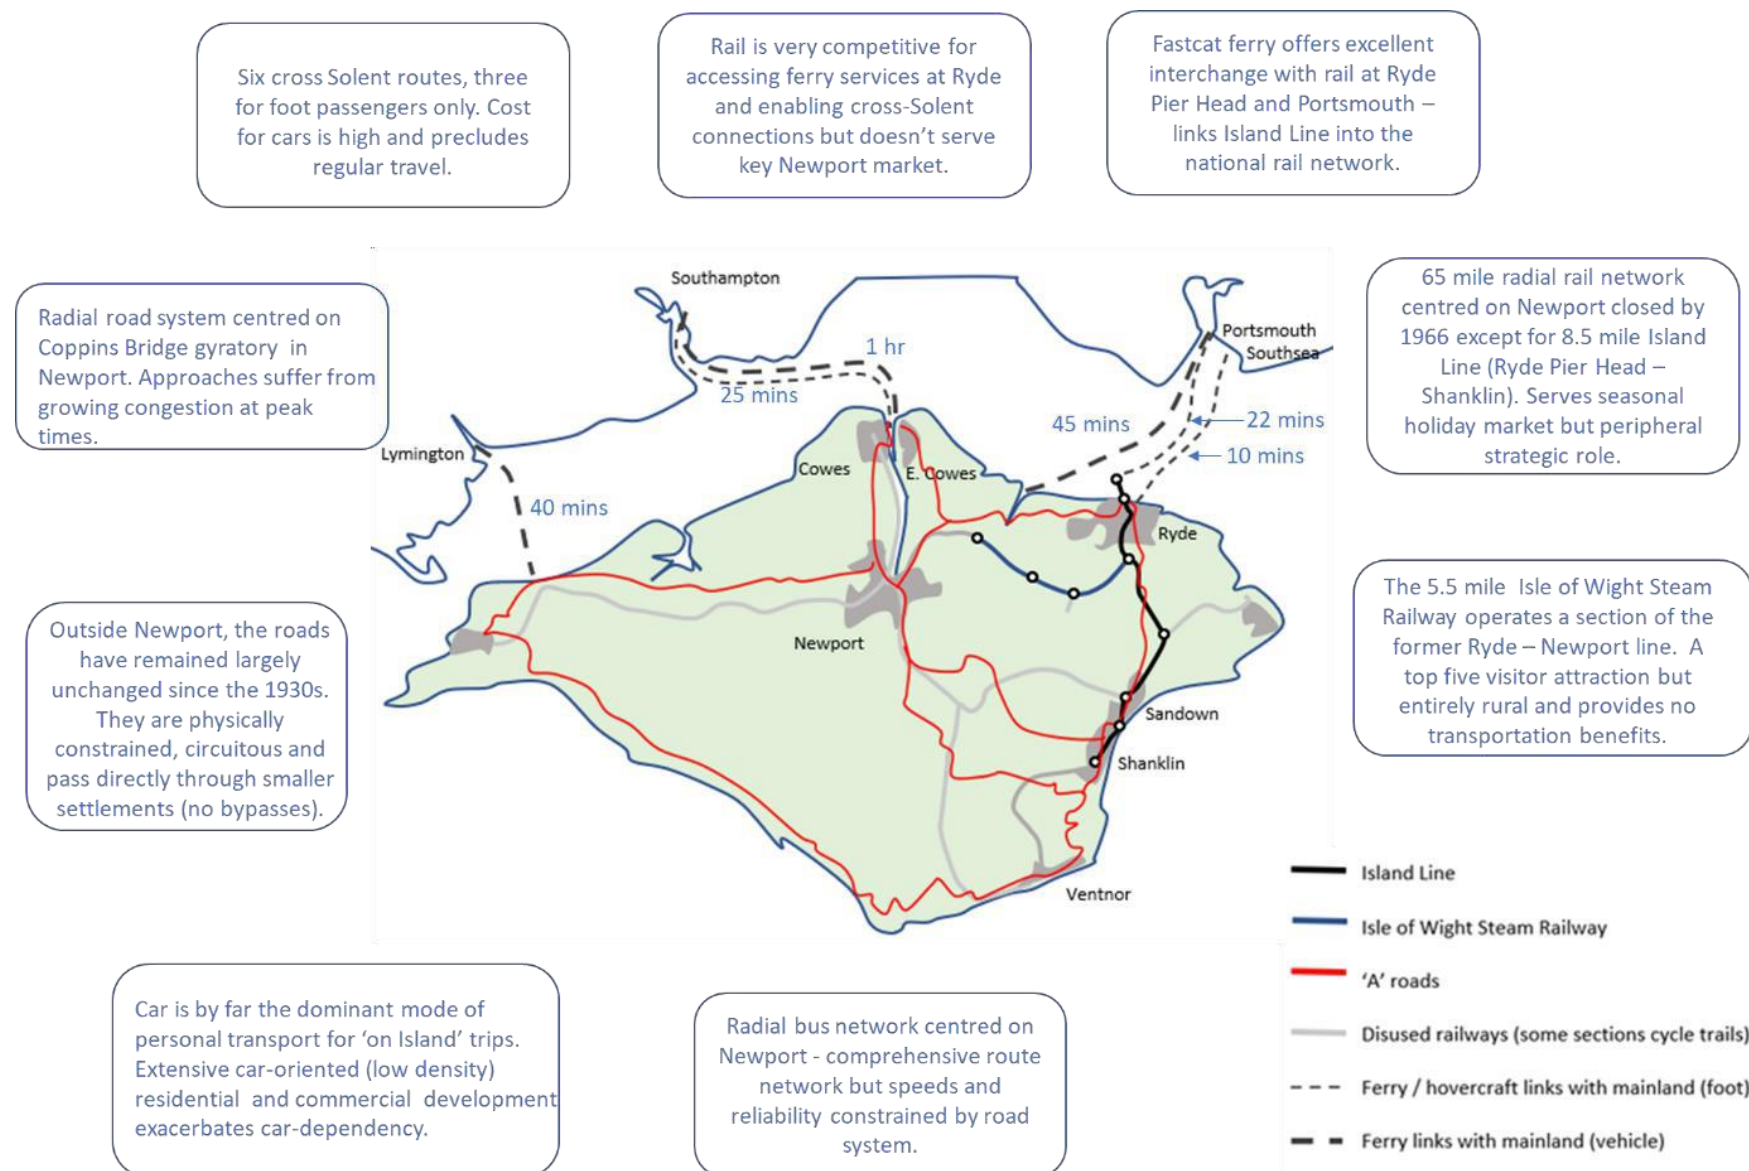 Six cross Solent routes, three
for foot passengers only. Cost
for cars is high and precludes
regular travel.
Rail is very competitive for
accessing ferry services at Ryde
and enabling cross-Solent
connections but doesn't serve
key Newport market.
Fastcat ferry offers excellent
interchange with rail at Ryde
Pier Head and Portsmouth –
links Island Line into the
national rail network.
Radial road system centred on
Coppins Bridge gyratory in
Newport. Approaches suffer from
growing congestion at peak
times.
65 mile radial rail network
centred on Newport closed by
1966 except for 8.5 mile Island
Line (Ryde Pier Head –
Shanklin). Serves seasonal
holiday market but peripheral
strategic role.
Outside Newport, the roads
have remained largely
unchanged since the 1930s.
They are physically
constrained, circuitous and
pass directly through smaller
settlements (no bypasses).
The 5.5 mile Isle of Wight Steam
Railway operates a section of the
former Ryde – Newport line. A
top five visitor attraction but
entirely rural and provides no
transportation benefits.
Southampton
Portsmouth
Southsea
1 hr
25 mins
45 mins
22 mins
10 mins
Lymington
40 mins
Cowes
E. Cowes
Ryde
Newport
Sandown
Shanklin
Ventnor
Island Line
Isle of Wight Steam Railway
'A' roads
Disused railways (some sections cycle trails)
Ferry / hovercraft links with mainland (foot)
Ferry links with mainland (vehicle)
Car is by far the dominant mode of
personal transport for 'on Island' trips.
Extensive car-oriented (low density)
residential and commercial development
exacerbates car-dependency.
Radial bus network centred on
Newport - comprehensive route
network but speeds and
reliability constrained by road
system.